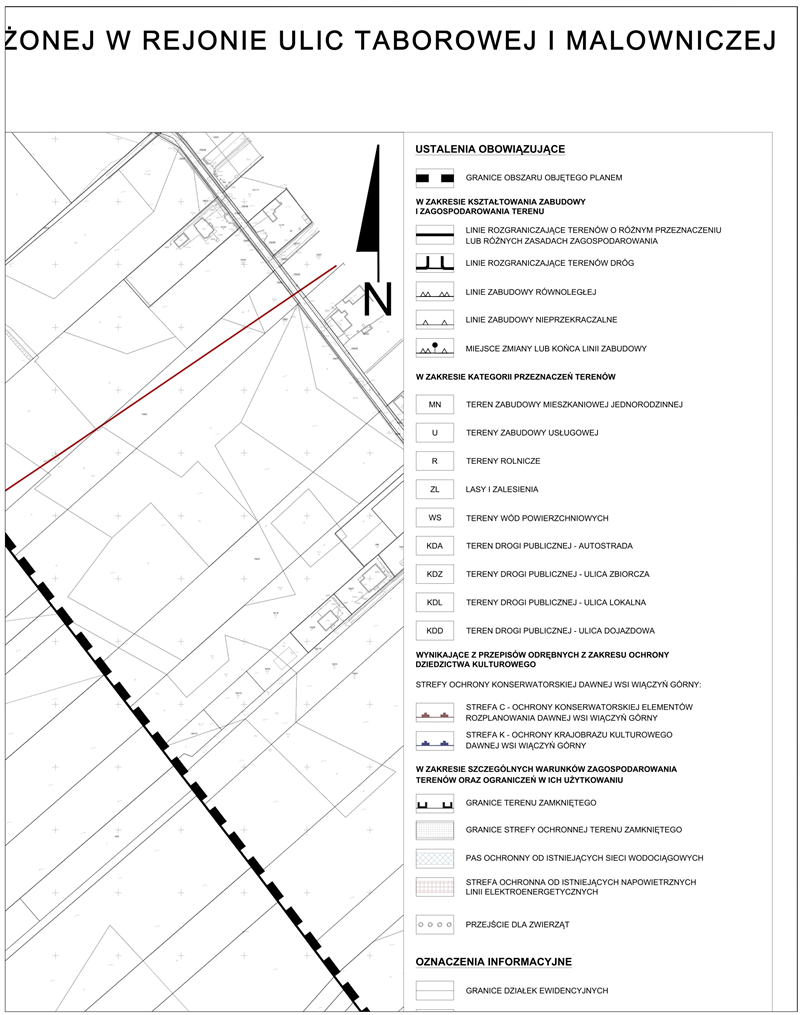 ŻONEJ W REJONIE ULIC TABOROWEJ I MALOWNICZEJ
N
USTALENIA OBOWIĄZUJĄCE
GRANICE OBSZARU OBJĘTEGO PLANEM
W ZAKRESIE KSZTAŁTOWANIA ZABUDOWY
I ZAGOSPODAROWANIA TERENU
LINIE ROZGRANICZAJĄCE TERENÓW O RÓŻNYM PRZEZNACZENIU
LUB RÓŻNYCH ZASADACH ZAGOSPODAROWANIA
LINIE ROZGRANICZAJĄCE TERENÓW DRÓG
LINIE ZABUDOWY RÓWNOLEGŁEJ
LINIE ZABUDOWY NIEPRZEKRACZALNE
MIEJSCE ZMIANY LUB KOŃCA LINII ZABUDOWY
W ZAKRESIE KATEGORII PRZEZNACZEŃ TERENÓW
MN TEREN ZABUDOWY MIESZKANIOWEJ JEDNORODZINNEJ
U TERENY ZABUDOWY USŁUGOWEJ
R TERENY ROLNICZE
ZL LASY I ZALESIENIA
WS TERENY WÓD POWIERZCHNIOWYCH
KDA TEREN DROGI PUBLICZNEJ - AUTOSTRADA
KDZ TERENY DROGI PUBLICZNEJ - ULICA ZBIORCZA
KDL TERENY DROGI PUBLICZNEJ - ULICA LOKALNA
KDD TEREN DROGI PUBLICZNEJ - ULICA DOJAZDOWA
WYNIKAJĄCE Z PRZEPISÓW ODRĘBNYCH Z ZAKRESU OCHRONY
DZIEDZICTWA KULTUROWEGO
STREFY OCHRONY KONSERWATORSKIEJ DAWNEJ WSI WIĄCZYŃ GÓRNY:
STREFA C - OCHRONY KONSERWATORSKIEJ ELEMENTÓW
ROZPLANOWANIA DAWNEJ WSI WIĄCZYŃ GÓRNY
STREFA K - OCHRONY KRAJOBRAZU KULTUROWEGO
DAWNEJ WSI WIĄCZYŃ GÓRNY
W ZAKRESIE SZCZEGÓLNYCH WARUNKÓW ZAGOSPODAROWANIA
TERENÓW ORAZ OGRANICZEŃ W ICH UŻYTKOWANIU
GRANICE TERENU ZAMKNIĘTEGO
GRANICE STREFY OCHRONNEJ TERENU ZAMKNIĘTEGO
PAS OCHRONNY OD ISTNIEJĄCYCH SIECI WODOCIĄGOWYCH
STREFA OCHRONNA OD ISTNIEJĄCYCH NAPOWIETRZNYCH
LINII ELEKTROENERGETYCZNYCH
PRZEJŚCIE DLA ZWIERZĄT
OZNACZENIA INFORMACYJNE
GRANICE DZIAŁEK EWIDENCYJNYCH